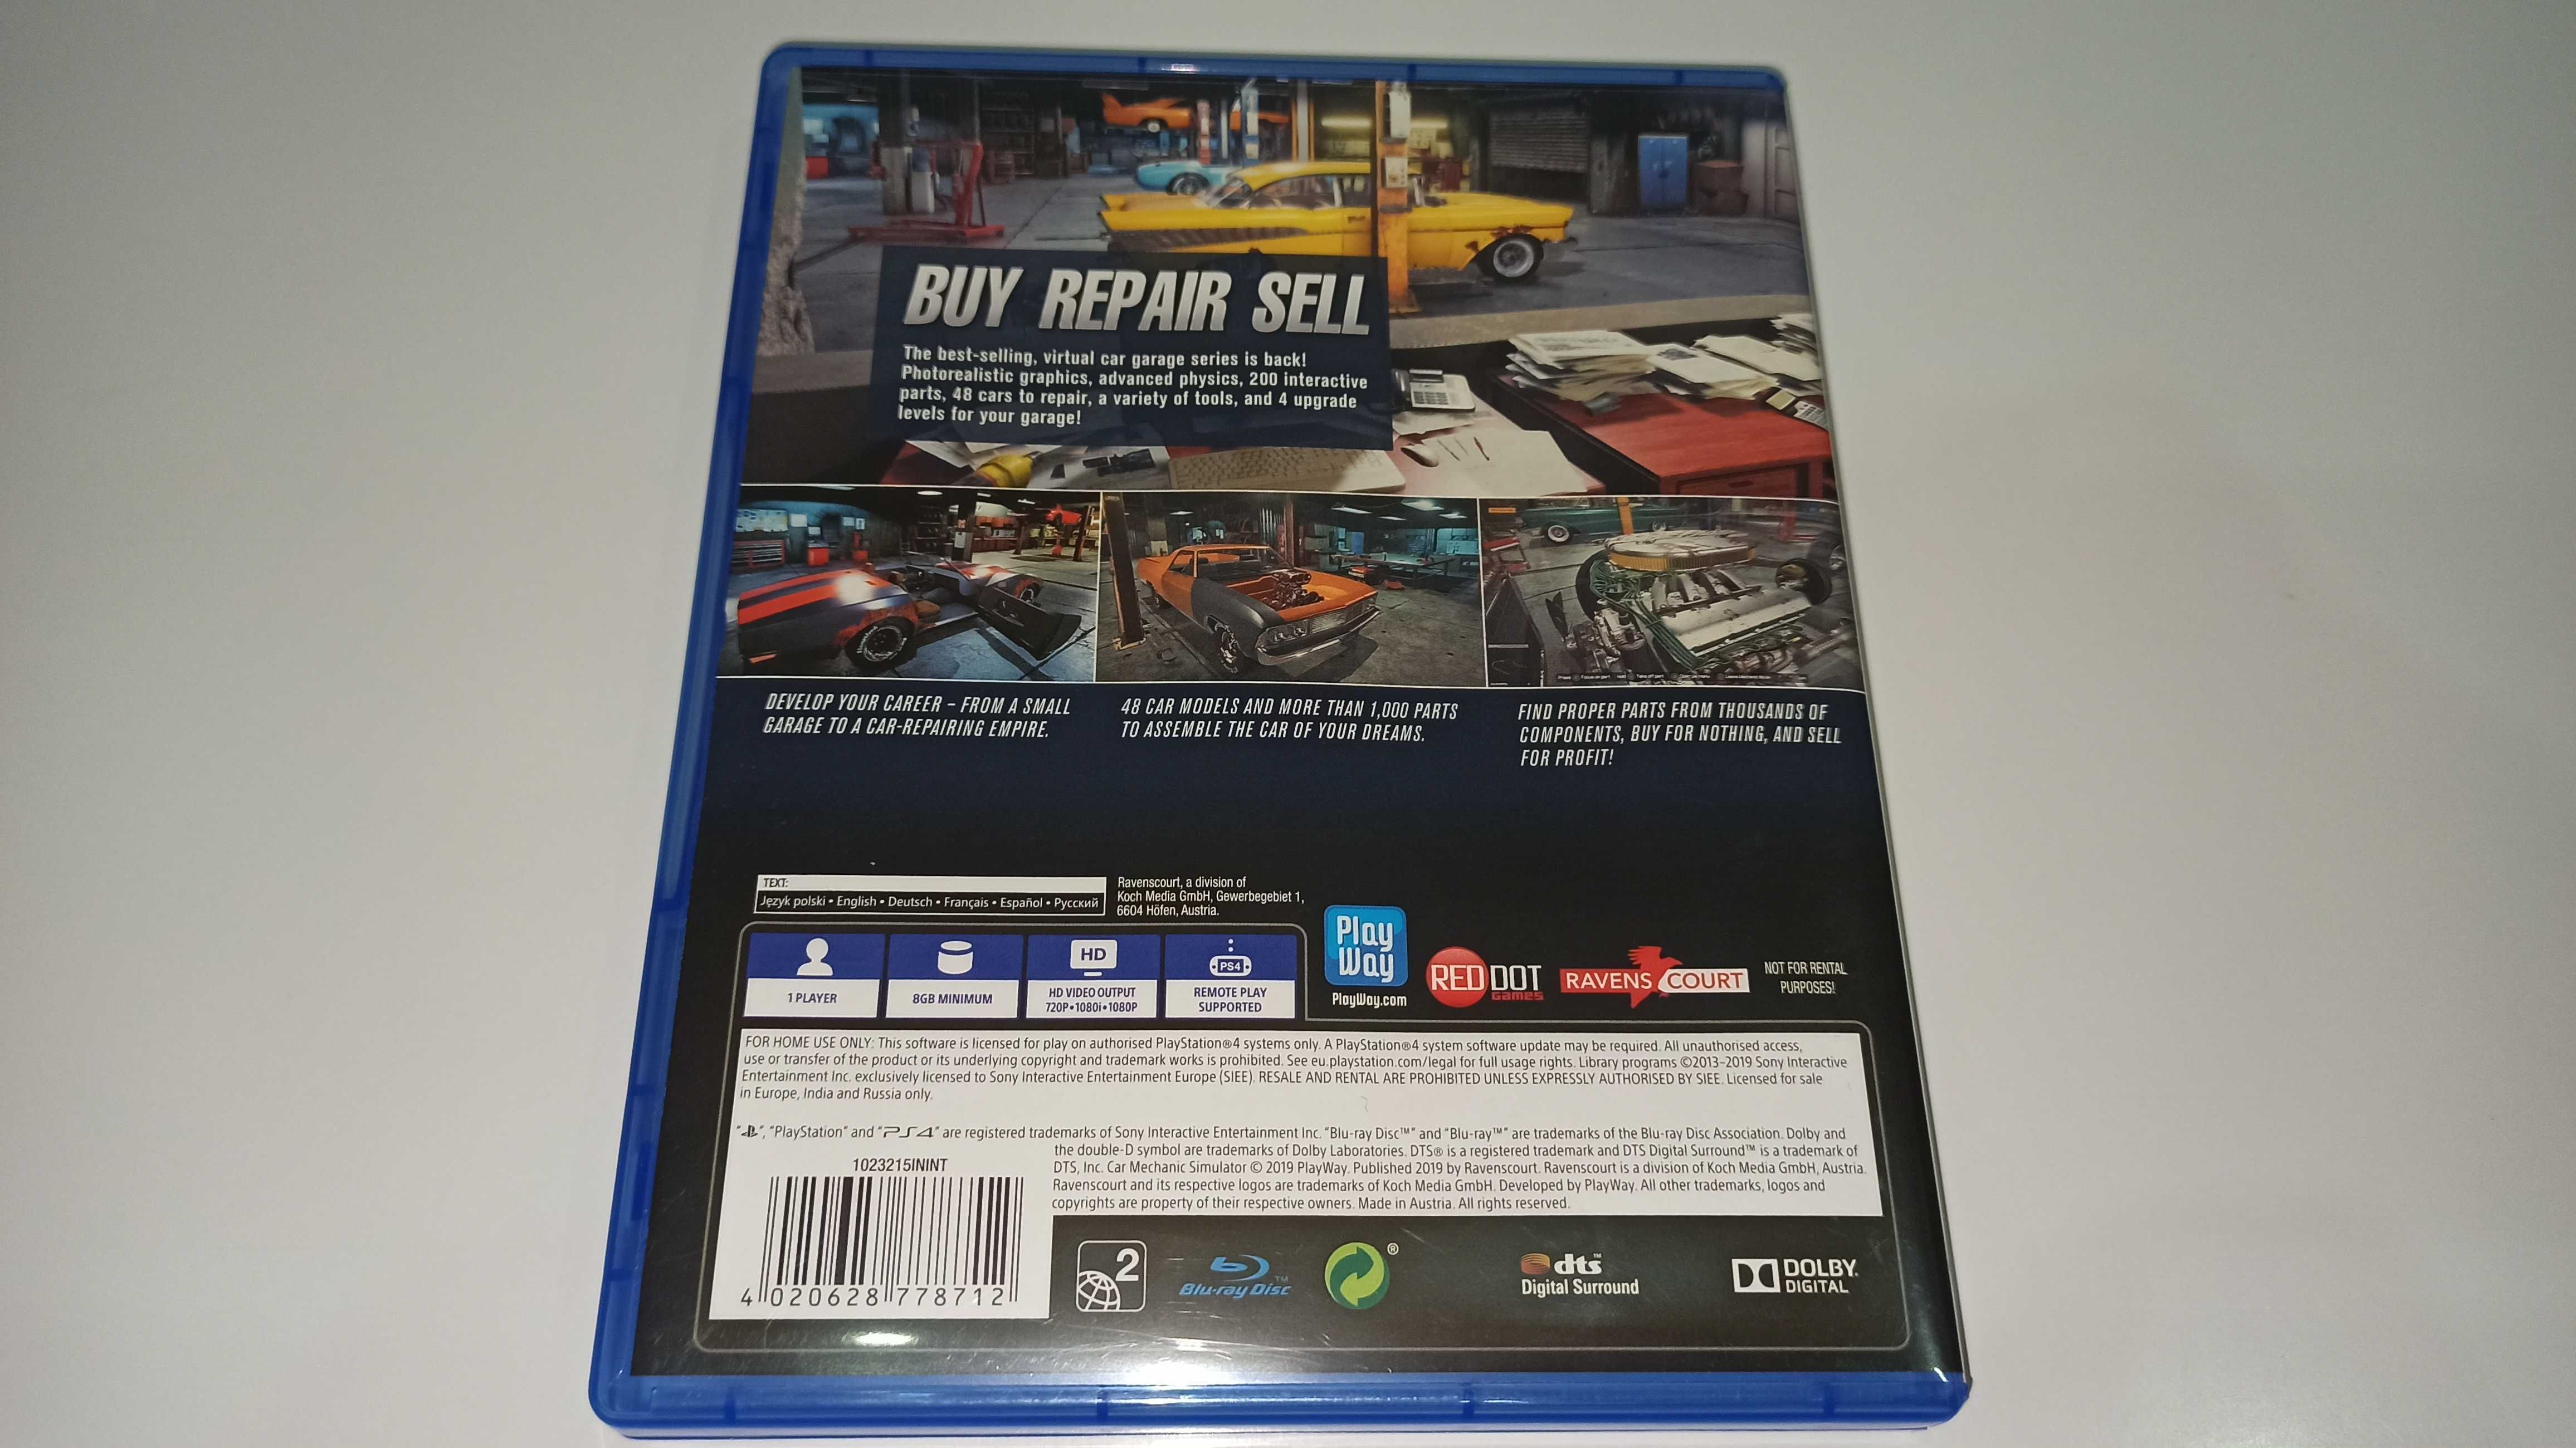 BUY REPAIR SELL
The best-selling, virtual car garage series is back!
Photorealistic graphics, advanced physics, 200 interactive
parts, 48 cars to repair, a variety of tools, and 4 upgrade
levels for your garage!
DEVELOP YOUR CAREER – FROM A SMALL
GARAGE TO A CAR-REPAIRING EMPIRE.
48 CAR MODELS AND MORE THAN 1,000 PARTS
TO ASSEMBLE THE CAR OF YOUR DREAMS.
FIND PROPER PARTS FROM THOUSANDS OF
COMPONENTS, BUY FOR NOTHING, AND SELL
FOR PROFIT!
TEXT:
Język polski • English • Deutsch • Français • Español • Русский
Ravenscourt, a division of
Koch Media GmbH, Gewerbegebiet 1,
6604 Höfen, Austria.
1 PLAYER
8GB MINIMUM
HD
HD VIDEO OUTPUT
720P•1080i•1080P
PS4
REMOTE PLAY
SUPPORTED
Play
Way
PlayWay.com
RED DOT
Games
RAVENSCOURT
NOT FOR RENTAL
PURPOSES!
FOR HOME USE ONLY: This software is licensed for play on authorised PlayStation®4 systems only. A PlayStation®4 system software update may be required. All unauthorised access,
use or transfer of the product or its underlying copyright and trademark works is prohibited. See eu.playstation.com/legal for full usage rights. Library programs ©2013–2019 Sony Interactive
Entertainment Inc. exclusively licensed to Sony Interactive Entertainment Europe (SIEE). RESALE AND RENTAL ARE PROHIBITED UNLESS EXPRESSLY AUTHORISED BY SIEE. Licensed for sale
in Europe, India and Russia only.
"", "PlayStation" and "PS4" are registered trademarks of Sony Interactive Entertainment Inc. "Blu-ray Disc™" and "Blu-ray™" are trademarks of the Blu-ray Disc Association. Dolby and
the double-D symbol are trademarks of Dolby Laboratories. DTS® is a registered trademark and DTS Digital Surround™ is a trademark of
DTS, Inc. Car Mechanic Simulator © 2019 PlayWay. Published 2019 by Ravenscourt. Ravenscourt is a division of Koch Media GmbH, Austria.
Ravenscourt and its respective logos are trademarks of Koch Media GmbH. Developed by PlayWay. All other trademarks, logos and
copyrights are property of their respective owners. Made in Austria. All rights reserved.
1023215ININT
4 020628 778712
2
Blu-ray Disc™
®
dts™
Digital Surround
DOLBY.
DIGITAL